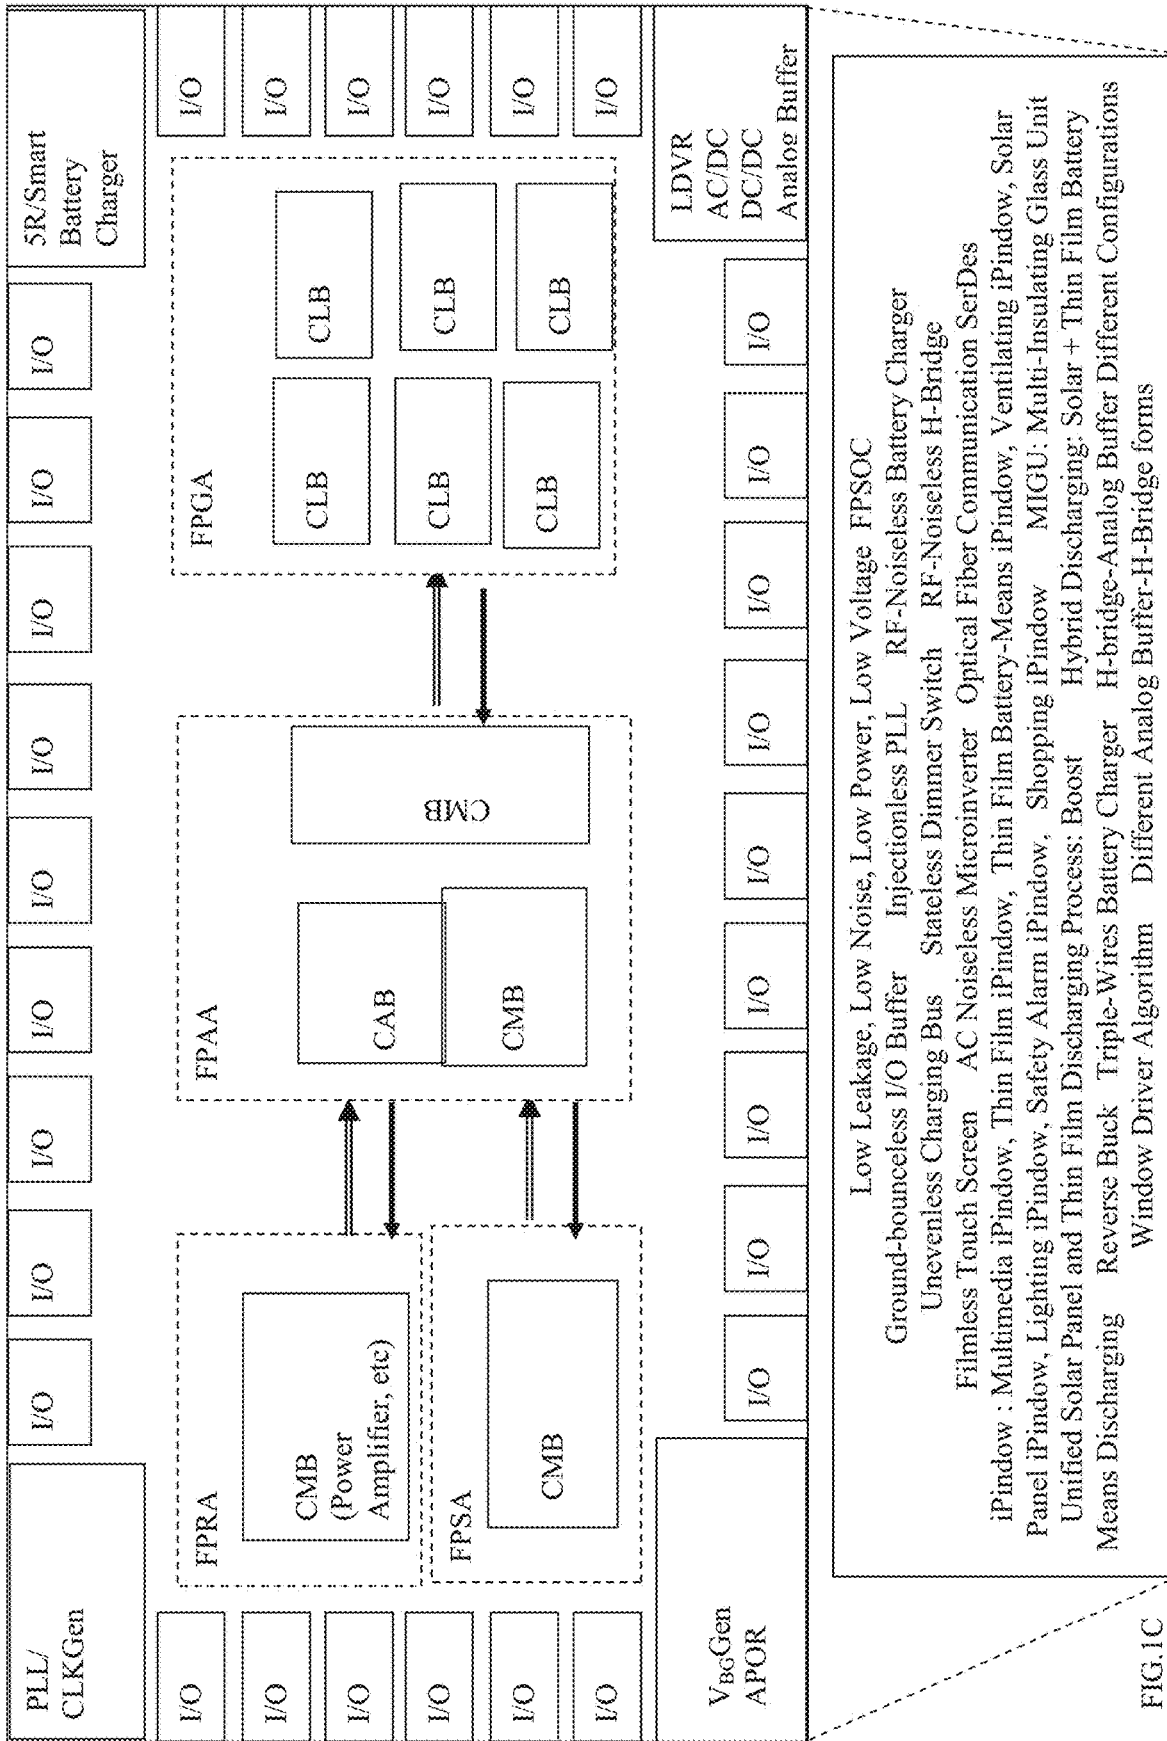 PLL/
CLKGen
I/O
I/O
I/O
I/O
I/O
I/O
I/O
I/O
I/O
5R/Smart
Battery
Charger
I/O
I/O
I/O
I/O
I/O
I/O
FPRA
CMB
(Power
Amplifier, etc)
FPSA
CMB
FPAA
CAB
CMB
CMB
FPGA
CLB
CLB
CLB
CLB
CLB
CLB
I/O
I/O
I/O
I/O
I/O
I/O
VBGGen
APOR
I/O
I/O
I/O
I/O
I/O
I/O
I/O
I/O
I/O
LDVR
AC/DC
DC/DC
Analog Buffer
Low Leakage, Low Noise, Low Power, Low Voltage FPSOC
Ground-bounceless I/O Buffer Injectionless PLL RF-Noiseless Battery Charger
Unevenless Charging Bus Stateless Dimmer Switch RF-Noiseless H-Bridge
Filmless Touch Screen AC Noiseless Microinverter Optical Fiber Communication SerDes
iPindow : Multimedia iPindow, Thin Film iPindow, Thin Film Battery-Means iPindow, Ventilating iPindow, Solar
Panel iPindow, Lighting iPindow, Safety Alarm iPindow, Shopping iPindow MIGU: Multi-Insulating Glass Unit
Unified Solar Panel and Thin Film Discharging Process: Boost Hybrid Discharging: Solar + Thin Film Battery
Means Discharging Reverse Buck Triple-Wires Battery Charger H-bridge-Analog Buffer Different Configurations
Window Driver Algorithm Different Analog Buffer-H-Bridge forms
FIG.1C